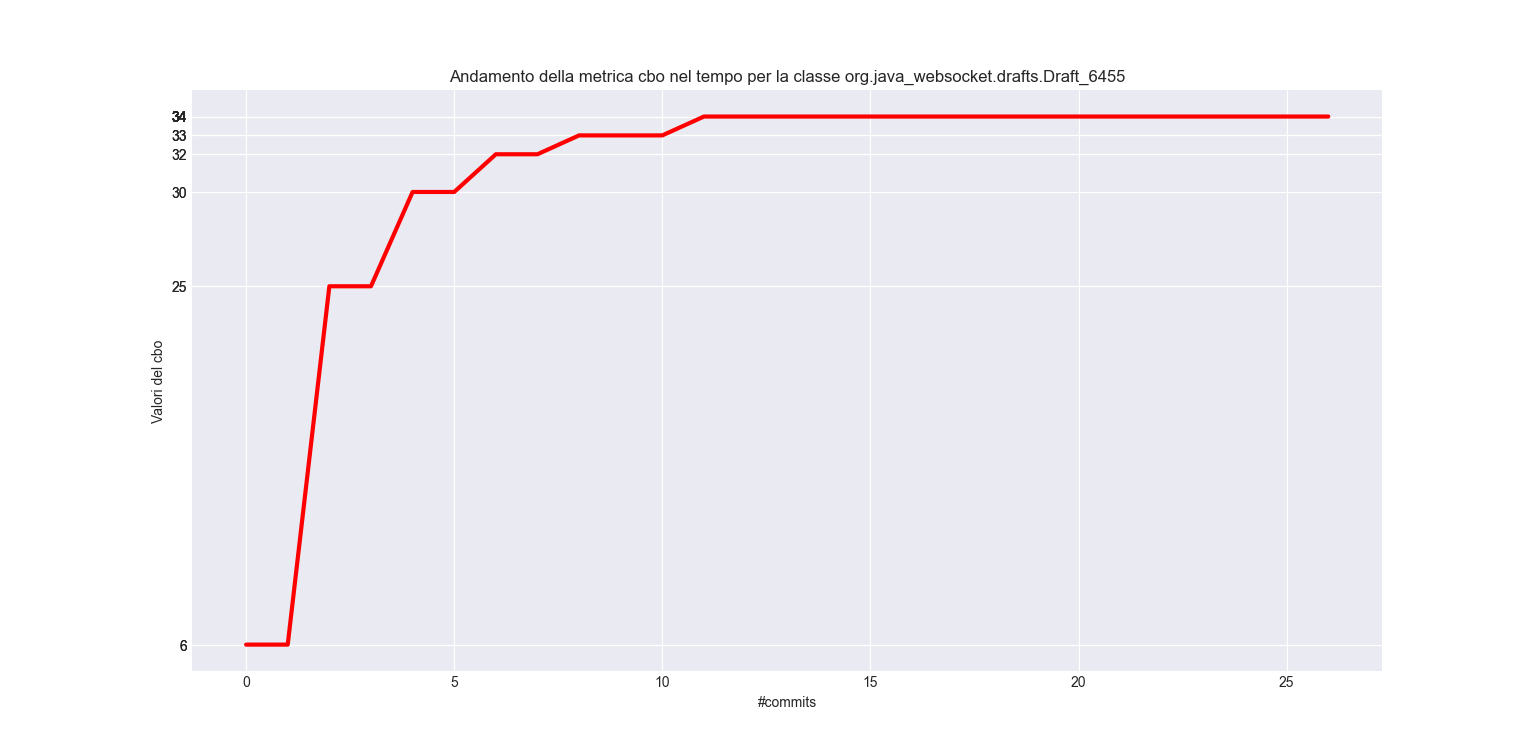 Andamento della metrica cbo nel tempo per la classe org.java_websocket.drafts.Draft_6455
34
33
32
30
25
6
Valori del cbo
0 5 10 15 20 25
#commits